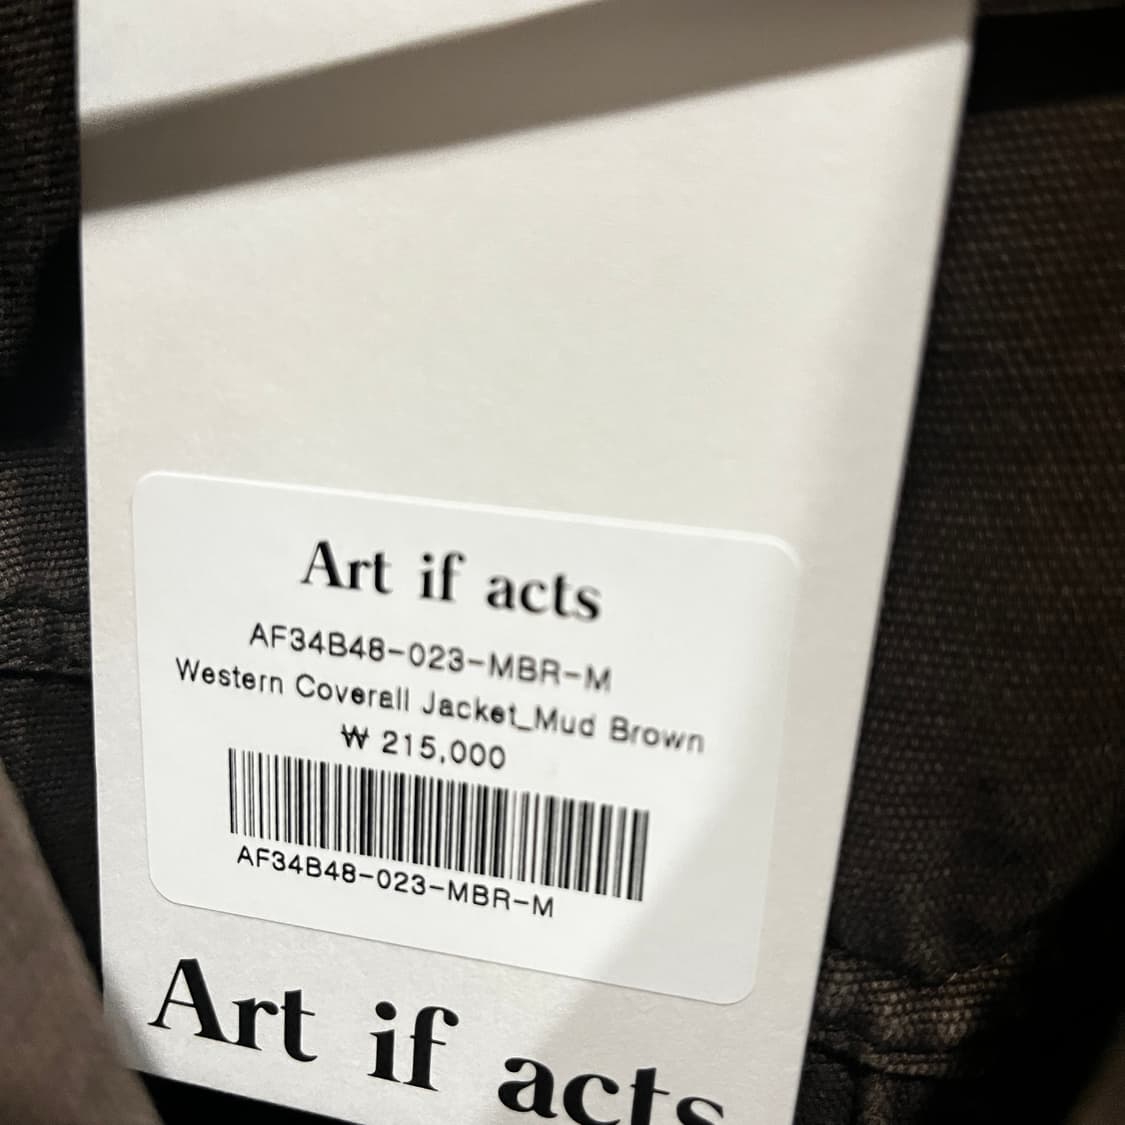 Art if acts
AF34B48-023-MBR-M
Western Coverall Jacket_Mud Brown
₩ 215,000
AF34B48-023-MBR-M
Art if acts